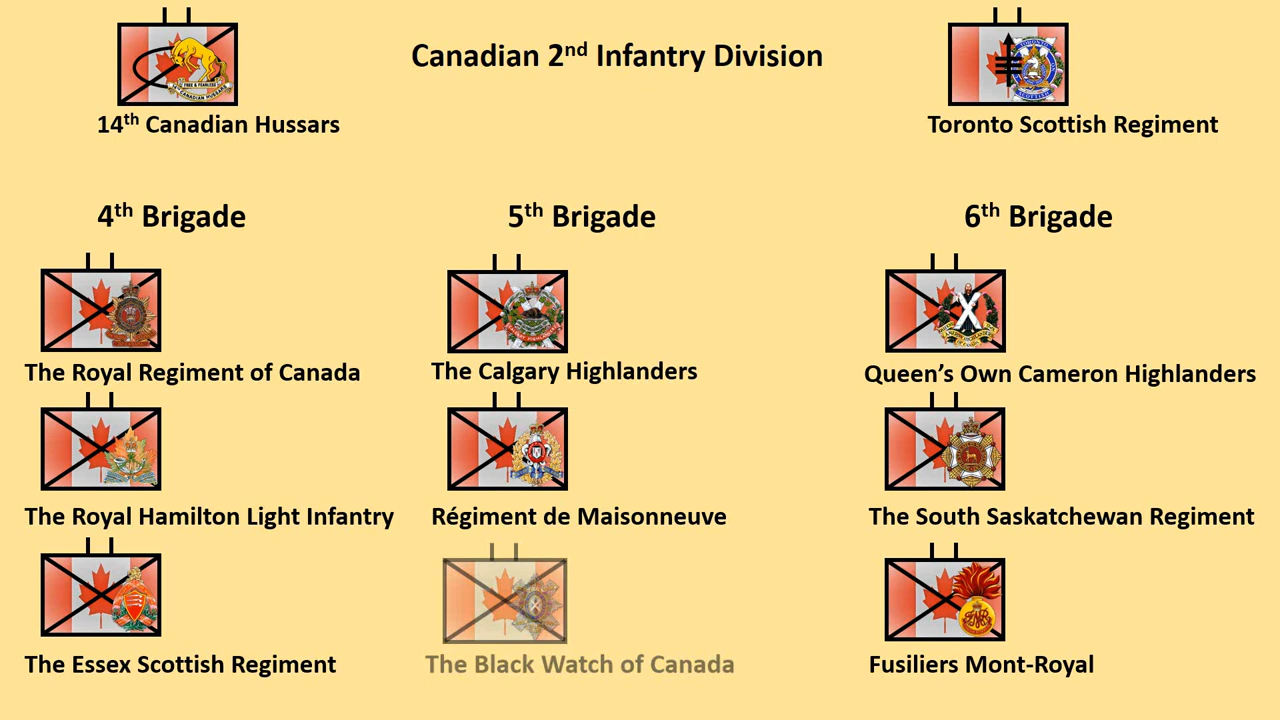 Canadian 2nd Infantry Division
14th Canadian Hussars
Toronto Scottish Regiment
4th Brigade
5th Brigade
6th Brigade
The Royal Regiment of Canada
The Calgary Highlanders
Queen's Own Cameron Highlanders
The Royal Hamilton Light Infantry
Régiment de Maisonneuve
The South Saskatchewan Regiment
The Essex Scottish Regiment
The Black Watch of Canada
Fusiliers Mont-Royal